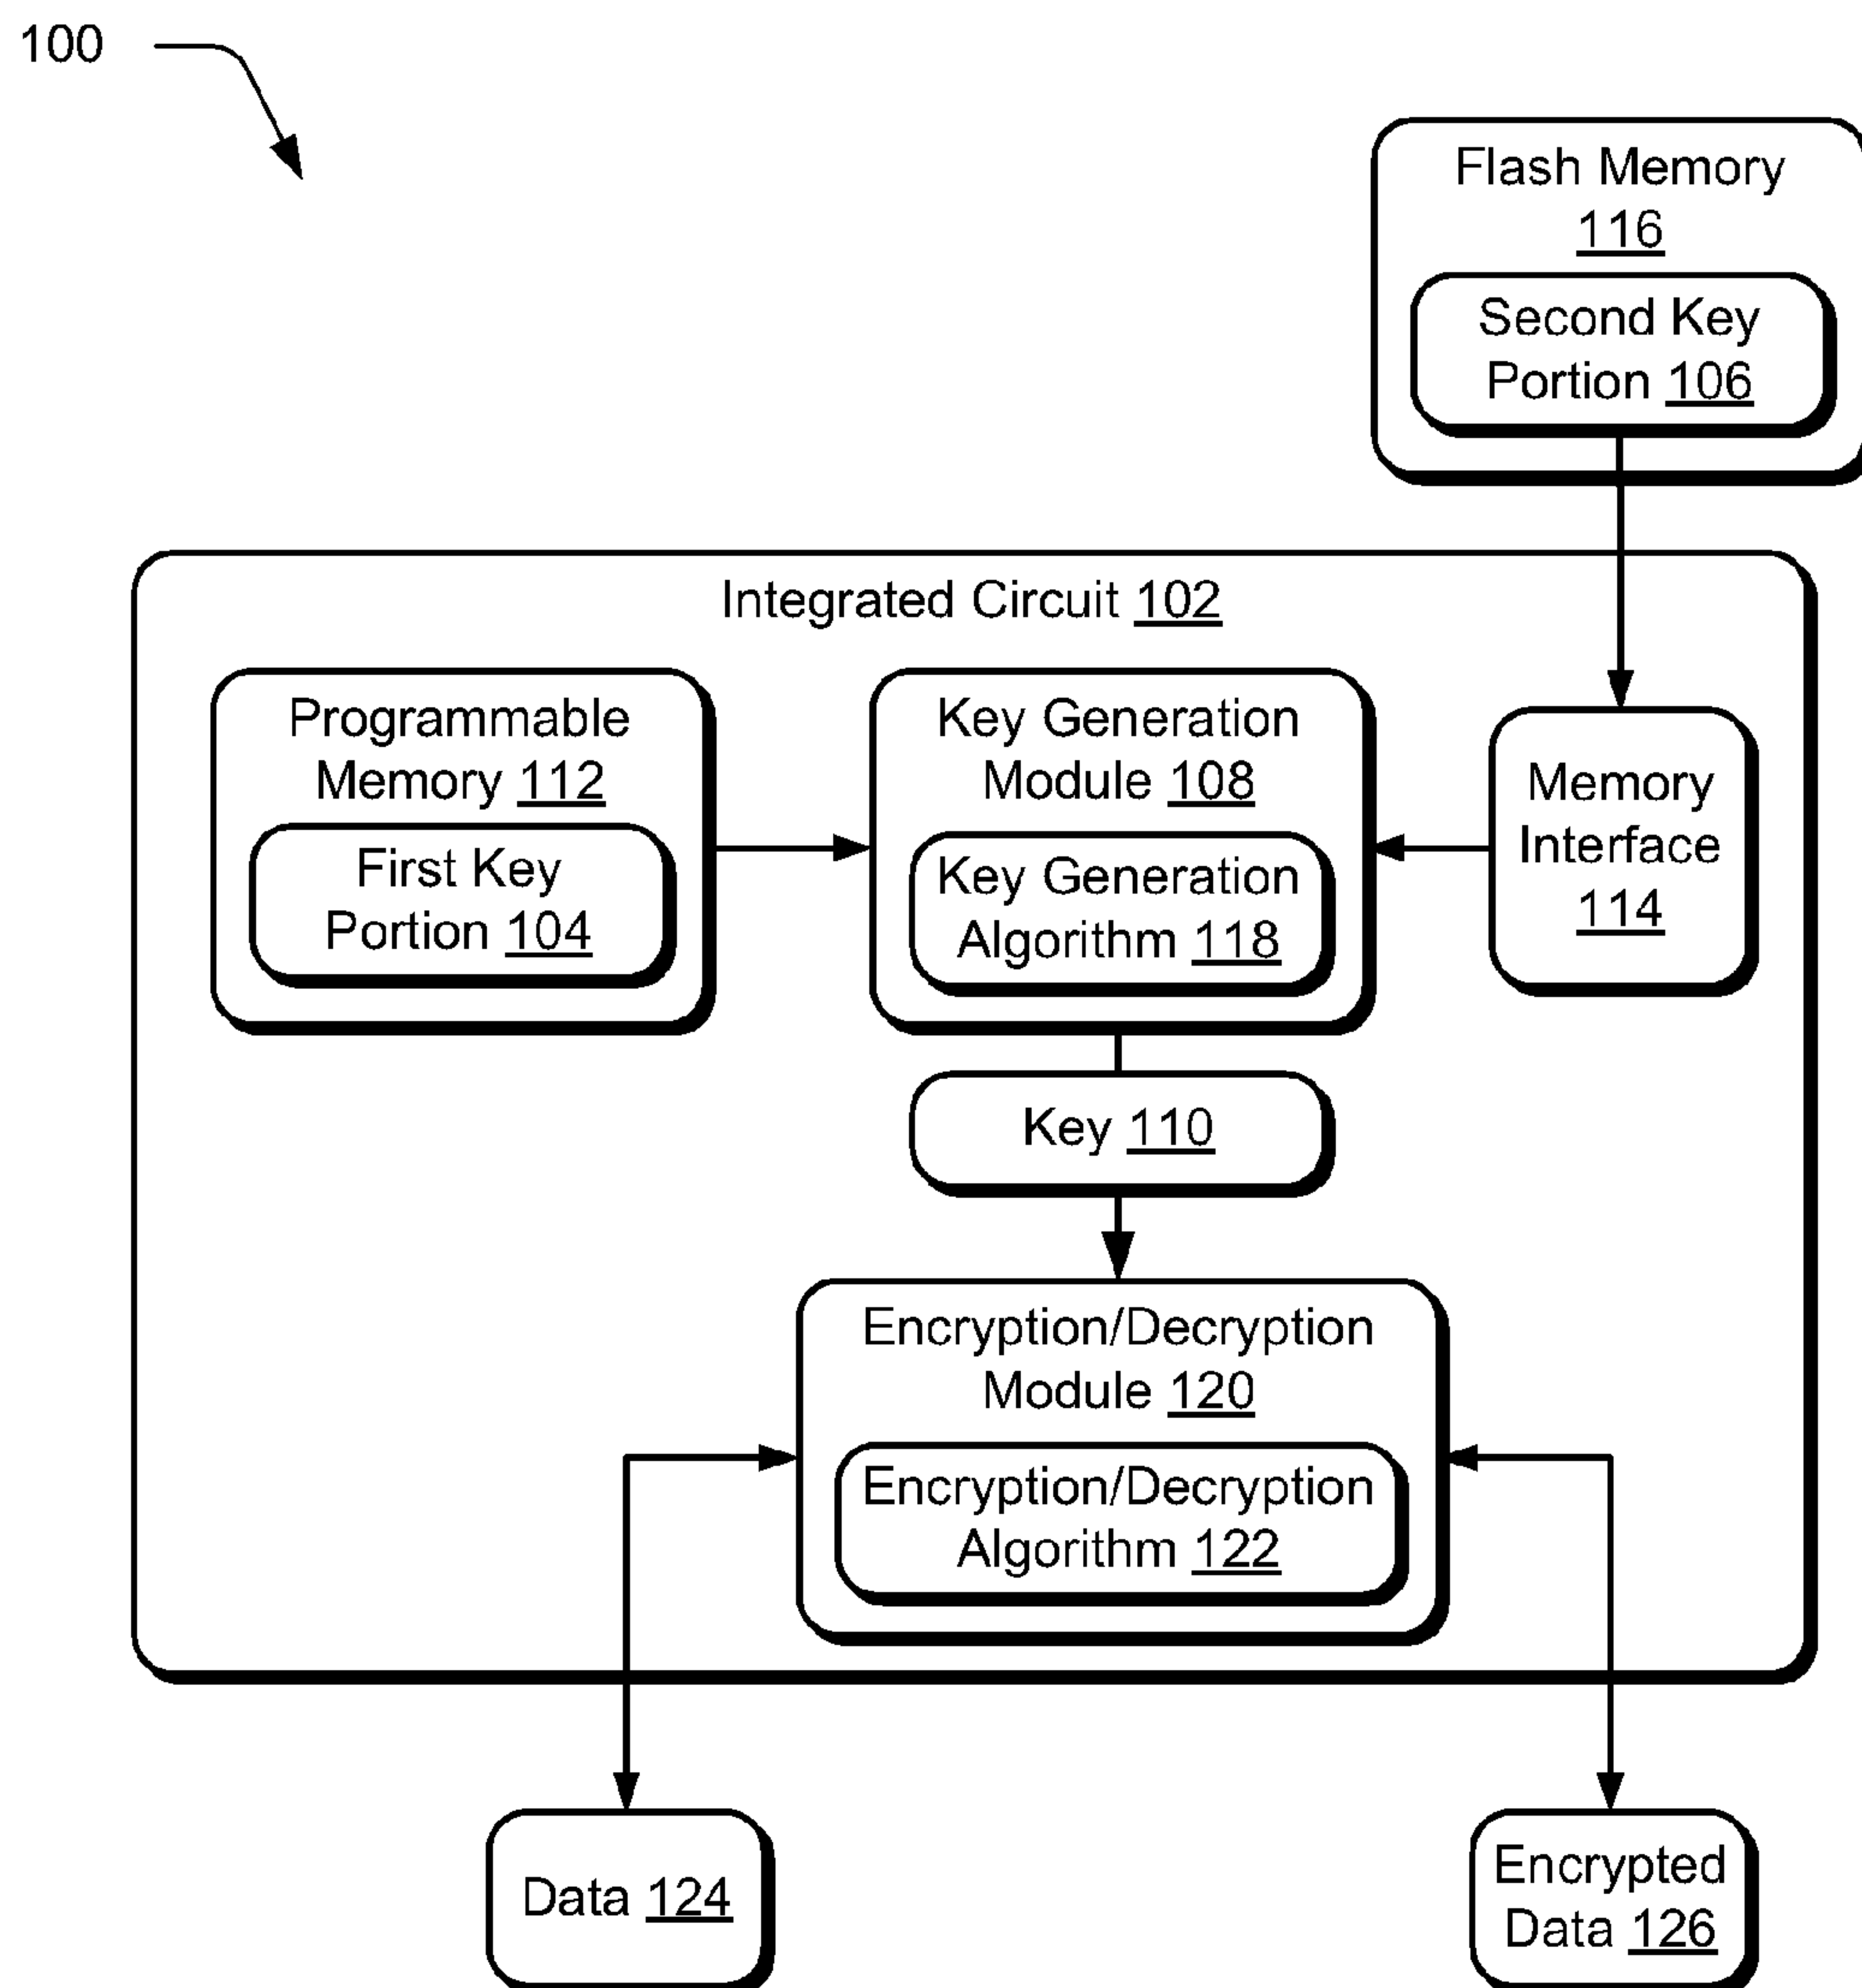 100
Flash Memory
116
Second Key
Portion 106
Integrated Circuit 102
Programmable
Memory 112
First Key
Portion 104
Key Generation
Module 108
Key Generation
Algorithm 118
Memory
Interface
114
Key 110
Encryption/Decryption
Module 120
Encryption/Decryption
Algorithm 122
Data 124
Encrypted
Data 126